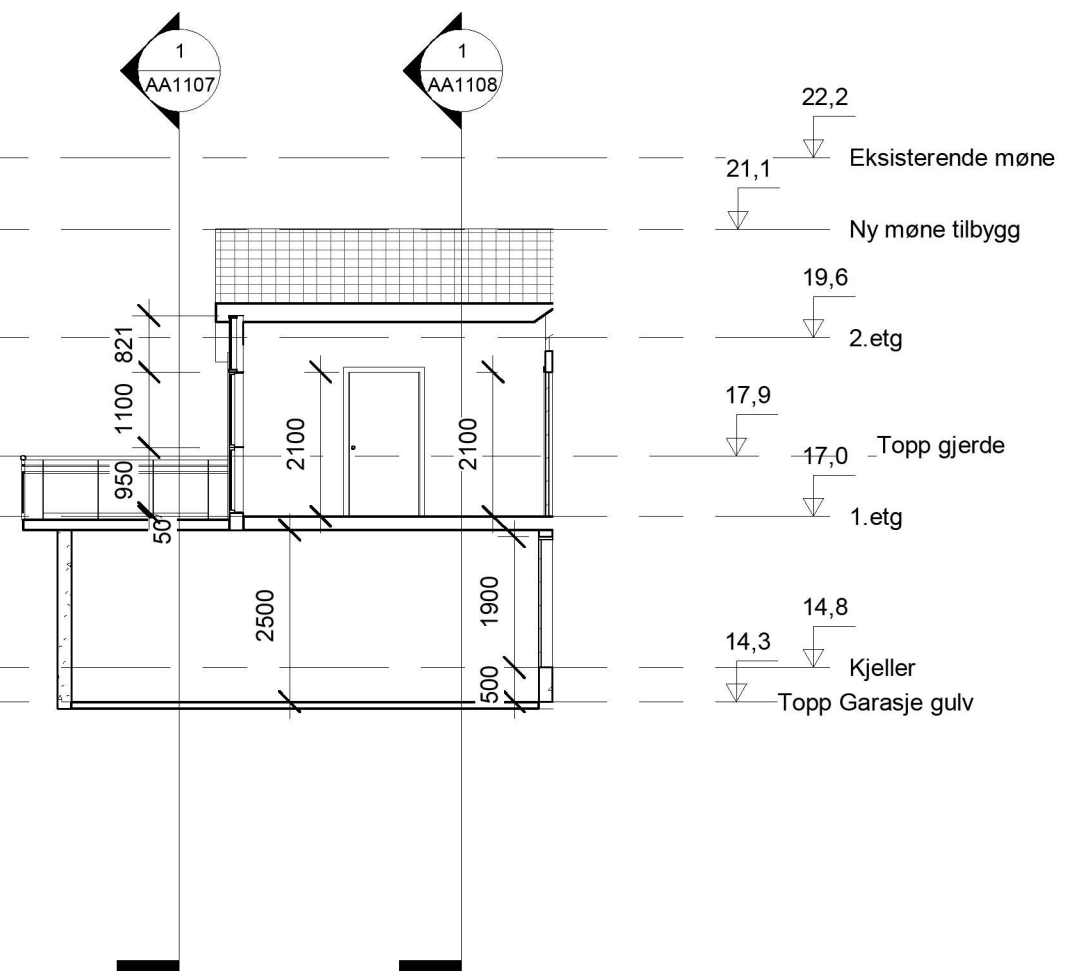 1
AA1107
1
AA1108
22,2
Eksisterende møne
21,1
Ny møne tilbygg
19,6
2.etg
821
1100
17,9
Topp gjerde
2100
2100
950
17,0
1.etg
50
2500
1900
14,8
Kjeller
14,3
500
Topp Garasje gulv